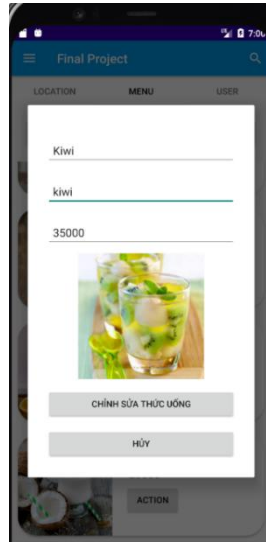 7:0
Final Project
LOCATION MENU USER
Kiwi
kiwi
35000
CHỈNH SỬA THỨC UỐNG
HỦY
ACTION